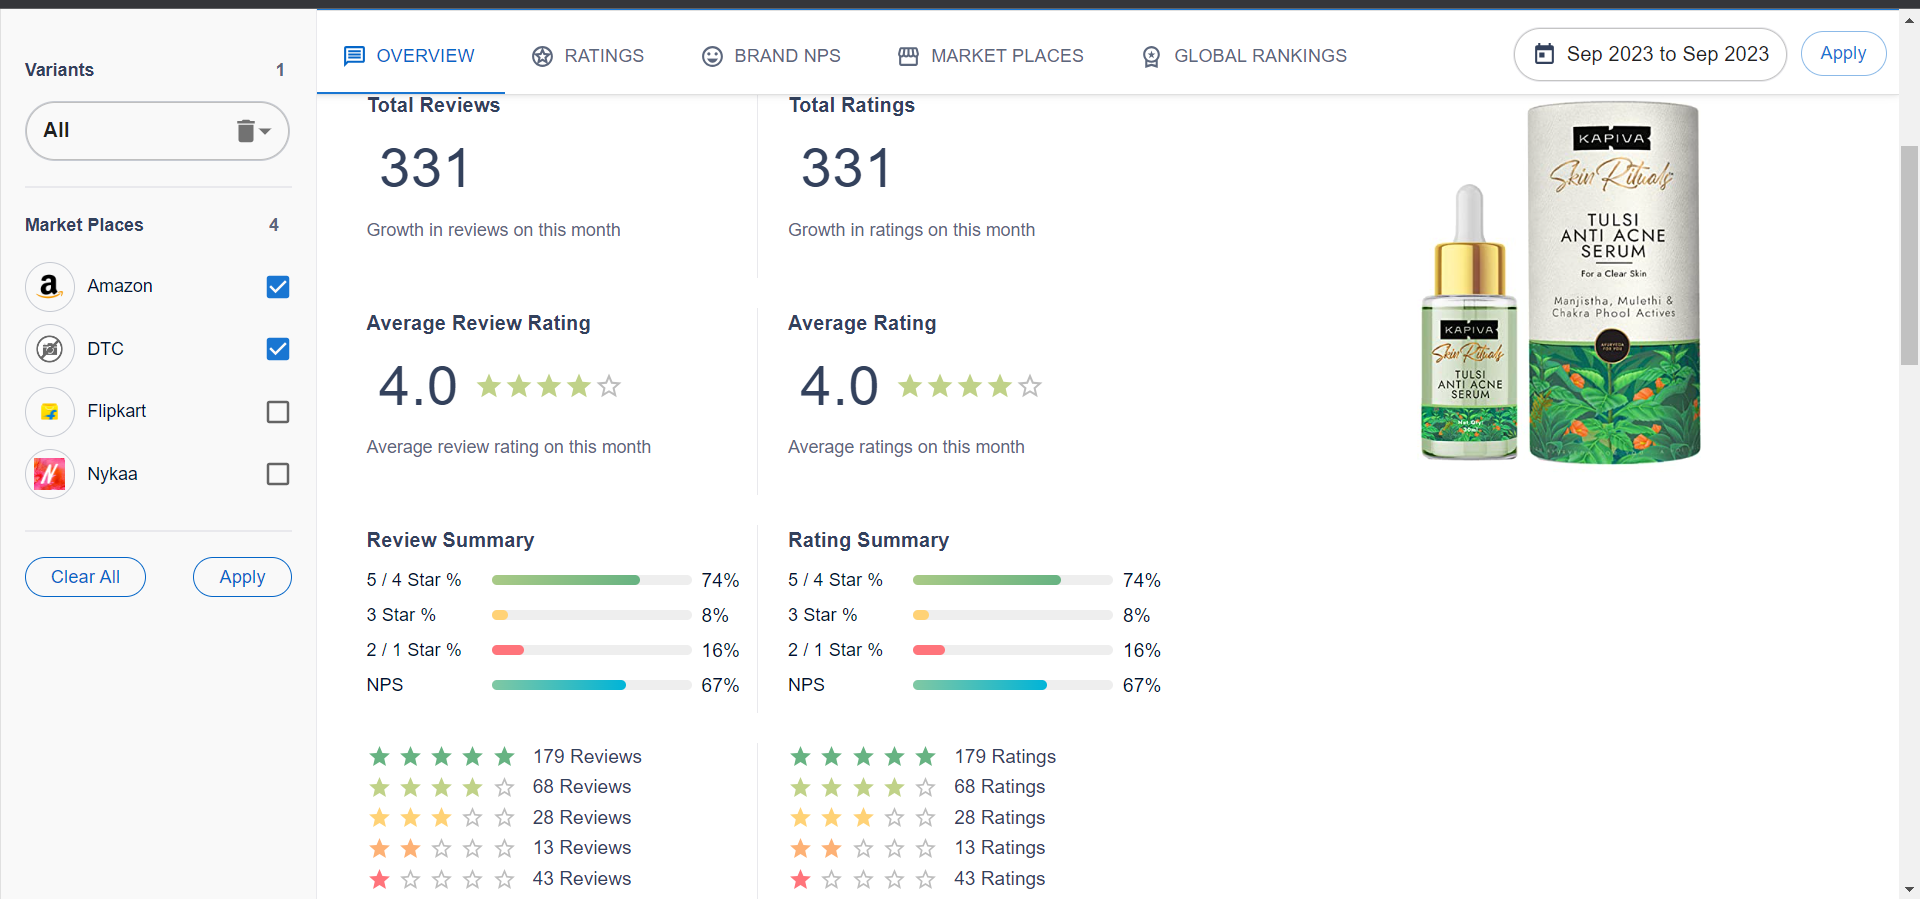 Variants 1
All
Market Places 4
Amazon
DTC
Flipkart
Nykaa
Clear All Apply
OVERVIEW RATINGS BRAND NPS MARKET PLACES GLOBAL RANKINGS Sep 2023 to Sep 2023 Apply
Total Reviews Total Ratings
331 331
Growth in reviews on this month Growth in ratings on this month
Average Review Rating Average Rating
4.0 4.0
Average review rating on this month Average ratings on this month
Review Summary Rating Summary
5 / 4 Star % 74% 5 / 4 Star % 74%
3 Star % 8% 3 Star % 8%
2 / 1 Star % 16% 2 / 1 Star % 16%
NPS 67% NPS 67%
179 Reviews 179 Ratings
68 Reviews 68 Ratings
28 Reviews 28 Ratings
13 Reviews 13 Ratings
43 Reviews 43 Ratings
KAPIVA
Skin Rituals
TULSI
ANTI ACNE
SERUM
For a Clear Skin
Manjistha, Mulethi &
Chakra Phool Actives
AYURVEDA
FOR YOU
KAPIVA
Skin Rituals
TULSI
ANTI ACNE
SERUM
Net Qty
30ml